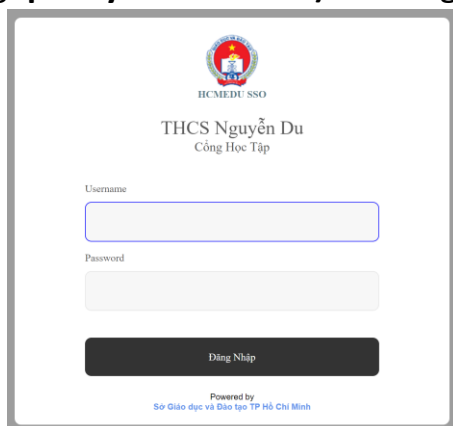 HCMEDU SSO
THCS Nguyễn Du
Cổng Học Tập
Username
Password
Đăng Nhập
Powered by
Sở Giáo dục và Đào tạo TP Hồ Chí Minh